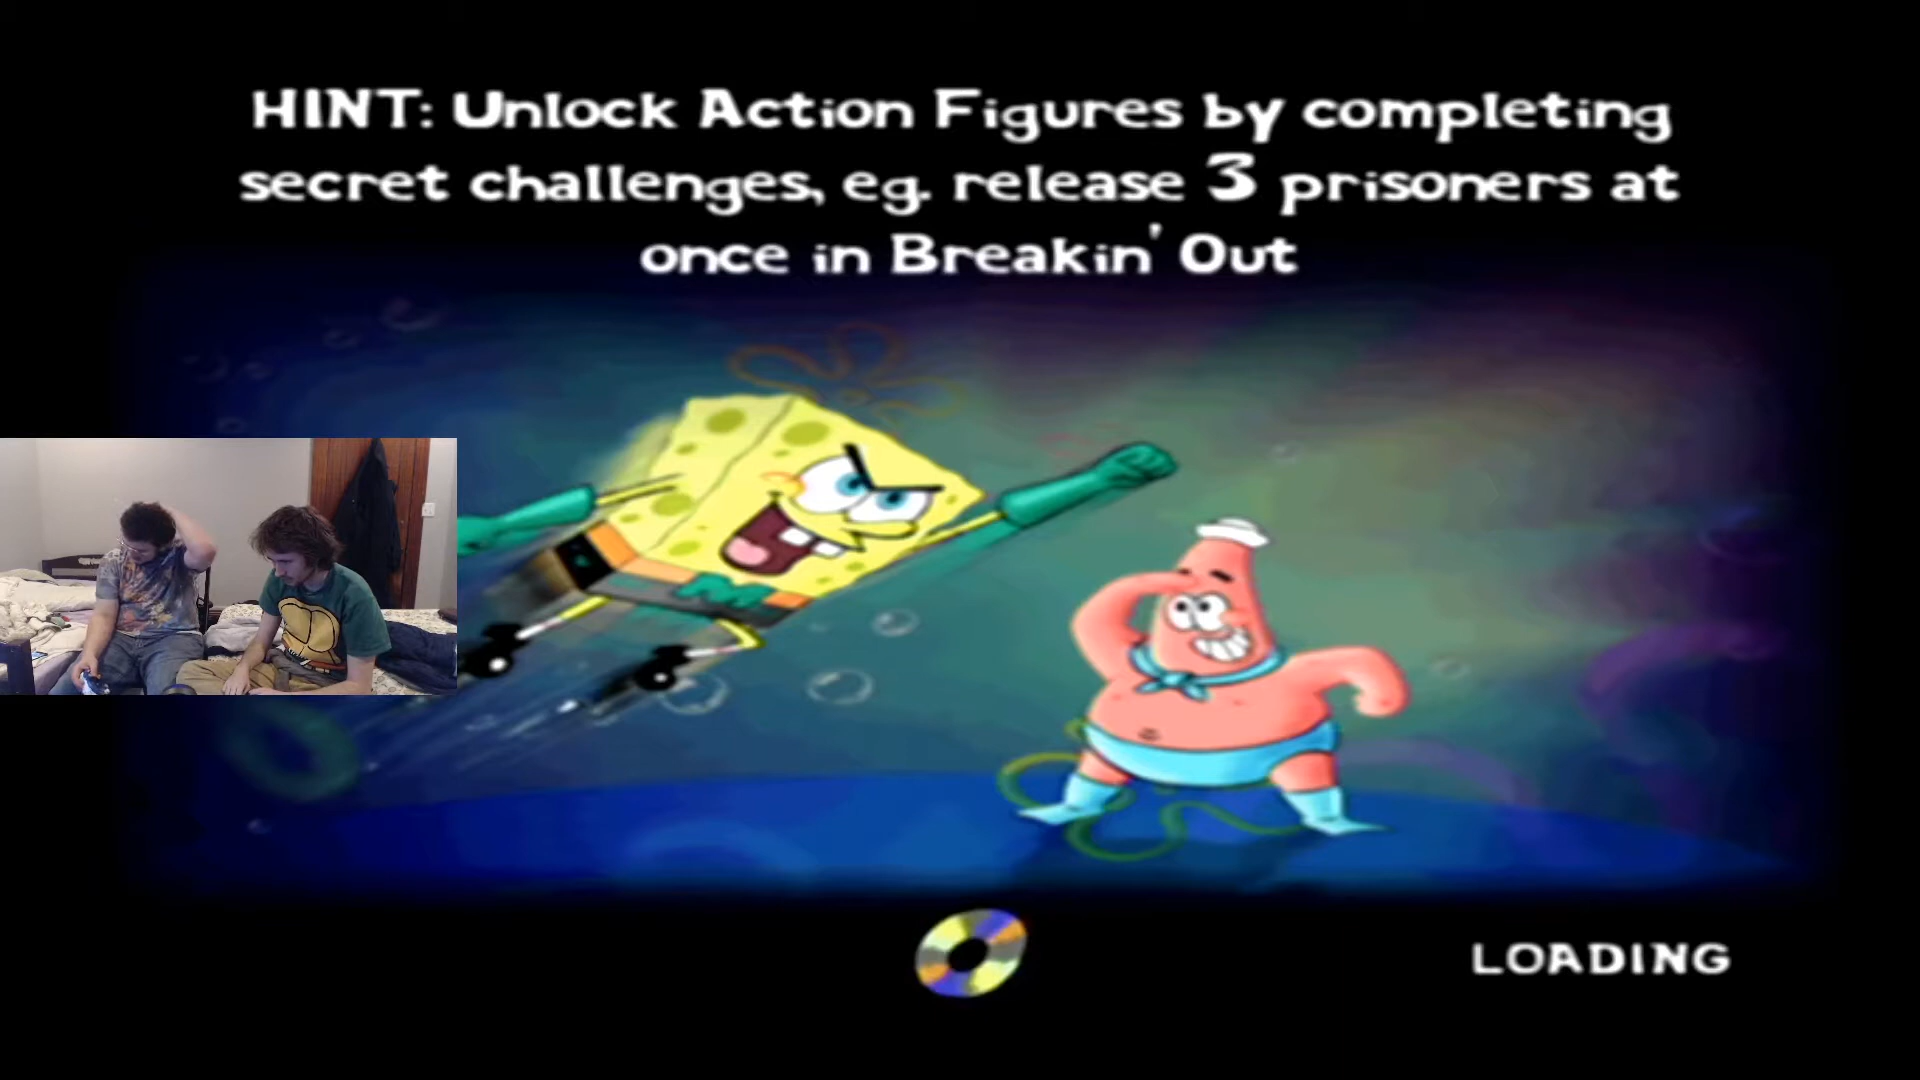 HINT: Unlock Action Figures by completing
secret challenges, eg. release 3 prisoners at
once in Breakin' Out
LOADING